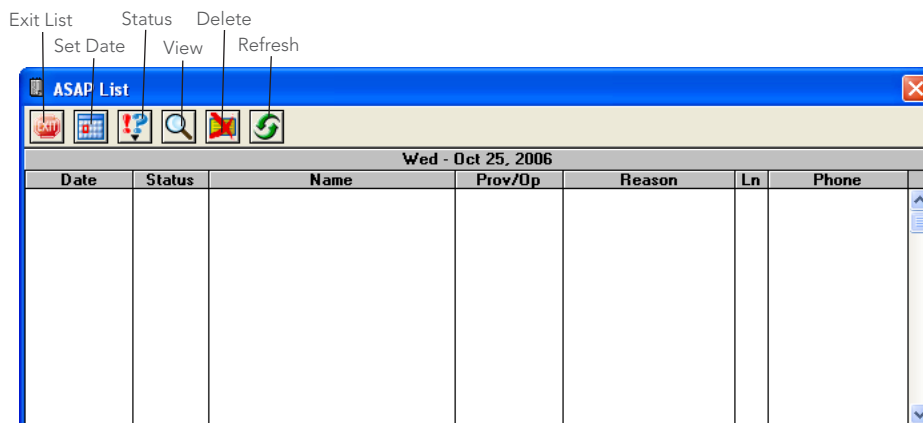 Exit List Status Delete
Set Date View Refresh
ASAP List
EXIT
Wed - Oct 25, 2006
Date Status Name Prov/Op Reason Ln Phone